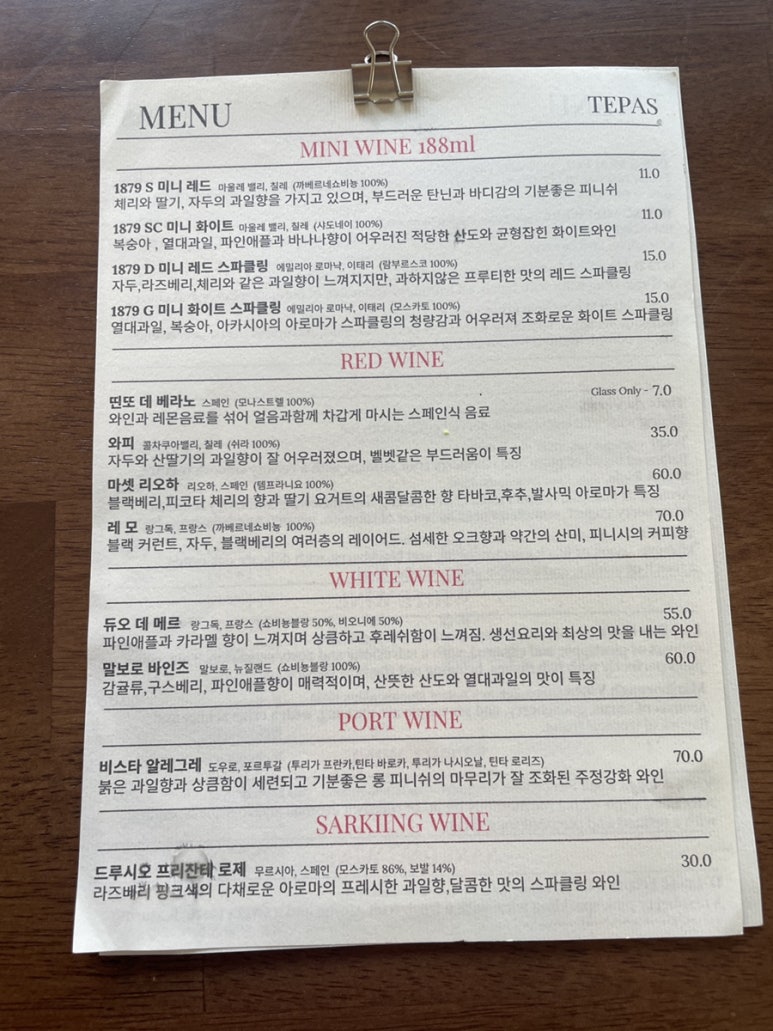 MENU
TEPAS
MINI WINE 188ml
1879 S 미니 레드 마울레 밸리, 칠레 (까베르네쇼비뇽 100%) 11.0
체리와 딸기, 자두의 과일향을 가지고 있으며, 부드러운 탄닌과 바디감의 기분좋은 피니쉬
1879 SC 미니 화이트 마울레 밸리, 칠레 (샤도네이 100%) 11.0
복숭아 , 열대과일, 파인애플과 바나나향이 어우러진 적당한 산도와 균형잡힌 화이트와인
1879 D 미니 레드 스파클링 에밀리아 로마냑, 이태리 (람부르스코 100%) 15.0
자두,라즈베리,체리와 같은 과일향이 느껴지지만, 과하지않은 프루티한 맛의 레드 스파클링
1879 G 미니 화이트 스파클링 에밀리아 로마냑, 이태리 (모스카토 100%) 15.0
열대과일, 복숭아, 아카시아의 아로마가 스파클링의 청량감과 어우러져 조화로운 화이트 스파클링
RED WINE
띤또 데 베라노 스페인 (모나스트렐 100%) Glass Only - 7.0
와인과 레몬음료를 섞어 얼음과함께 차갑게 마시는 스페인식 음료
와피 콜차쿠아밸리, 칠레 (쉬라 100%) 35.0
자두와 산딸기의 과일향이 잘 어우러졌으며, 벨벳같은 부드러움이 특징
마셋 리오하 리오하, 스페인 (템프라니요 100%) 60.0
블랙베리,피코타 체리의 향과 딸기 요거트의 새콤달콤한 향 타바코,후추,발사믹 아로마가 특징
레 모 랑그독, 프랑스 (까베르네쇼비뇽 100%) 70.0
블랙 커런트, 자두, 블랙베리의 여러층의 레이어드. 섬세한 오크향과 약간의 산미, 피니시의 커피향
WHITE WINE
듀오 데 메르 랑그독, 프랑스 (쇼비뇽블랑 50%, 비오니에 50%) 55.0
파인애플과 카라멜 향이 느껴지며 상큼하고 후레쉬함이 느껴짐. 생선요리와 최상의 맛을 내는 와인
말보로 바인즈 말보로, 뉴질랜드 (쇼비뇽블랑 100%) 60.0
감귤류,구스베리, 파인애플향이 매력적이며, 산뜻한 산도와 열대과일의 맛이 특징
PORT WINE
비스타 알레그레 도우로, 포르투갈 (투리가 프란카,틴타 바로카, 투리가 나시오날, 틴타 로리즈) 70.0
붉은 과일향과 상큼함이 세련되고 기분좋은 롱 피니쉬의 마무리가 잘 조화된 주정강화 와인
SARKIING WINE
드루시오 프리잔테 로제 무르시아, 스페인 (모스카토 86%, 보발 14%) 30.0
라즈베리 핑크색의 다채로운 아로마의 프레시한 과일향,달콤한 맛의 스파클링 와인